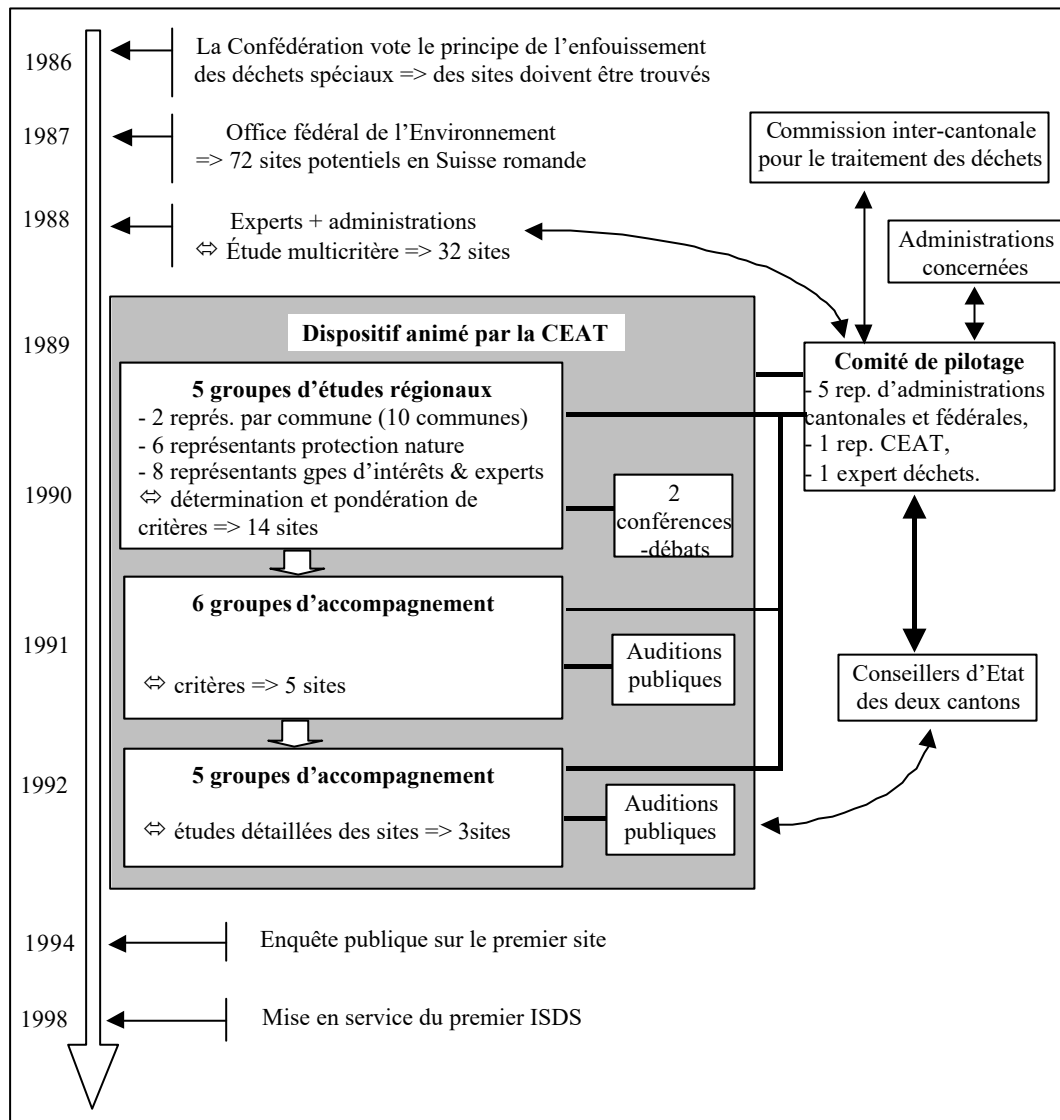 1986
La Confédération vote le principe de l'enfouissement
des déchets spéciaux => des sites doivent être trouvés
1987
Office fédéral de l'Environnement
=> 72 sites potentiels en Suisse romande
Commission inter-cantonale
pour le traitement des déchets
1988
Experts + administrations
⇔ Étude multicritère => 32 sites
Administrations
concernées
1989
Dispositif animé par la CEAT
5 groupes d'études régionaux
- 2 représ. par commune (10 communes)
- 6 représentants protection nature
- 8 représentants gpes d'intérêts & experts
⇔ détermination et pondération de
critères => 14 sites
Comité de pilotage
- 5 rep. d'administrations
cantonales et fédérales,
- 1 rep. CEAT,
- 1 expert déchets.
1990
2
conférences
-débats
6 groupes d'accompagnement
⇔ critères => 5 sites
1991
Auditions
publiques
Conseillers d'Etat
des deux cantons
1992
5 groupes d'accompagnement
⇔ études détaillées des sites => 3sites
Auditions
publiques
1994
Enquête publique sur le premier site
1998
Mise en service du premier ISDS